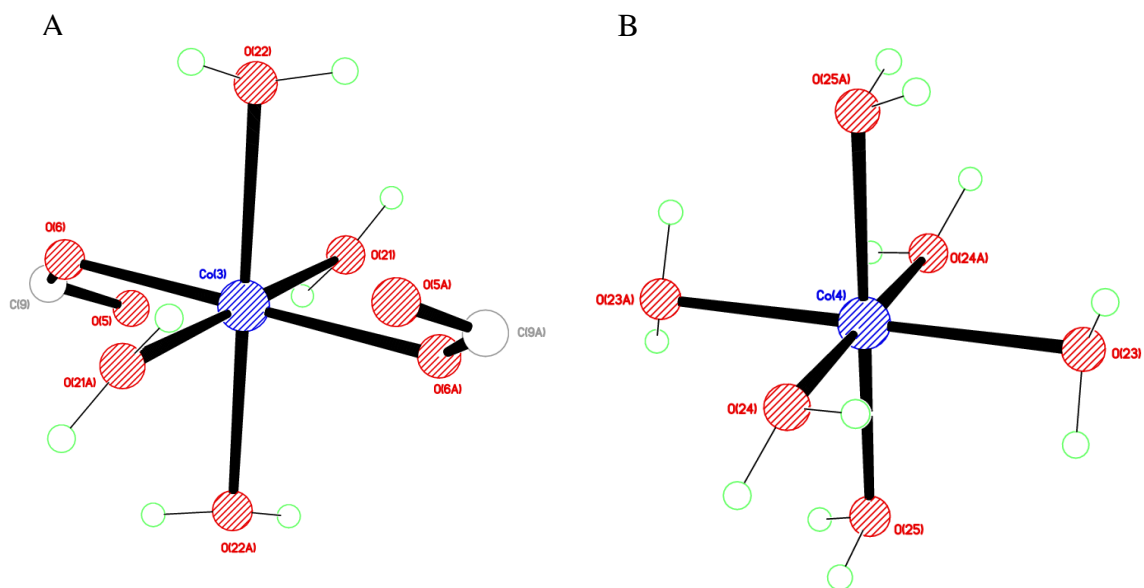 A
B
O(22)
O(25A)
O(6)
O(21)
Co(3)
O(5A)
C(9)
O(5)
C(9A)
O(21A)
O(6A)
O(22A)
O(24A)
O(23A)
Co(4)
O(23)
O(24)
O(25)